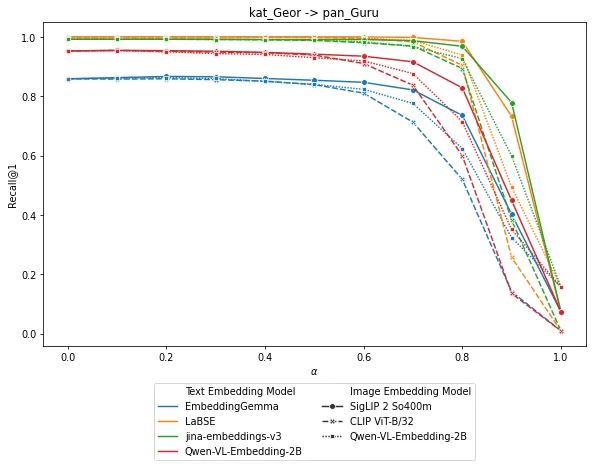 kat_Geor -> pan_Guru
1.0
0.8
0.6
0.4
0.2
0.0
Recall@1
0.0 0.2 0.4 0.6 0.8 1.0
α
Text Embedding Model
EmbeddingGemma
LaBSE
jina-embeddings-v3
Qwen-VL-Embedding-2B
Image Embedding Model
SigLIP 2 So400m
CLIP ViT-B/32
Qwen-VL-Embedding-2B